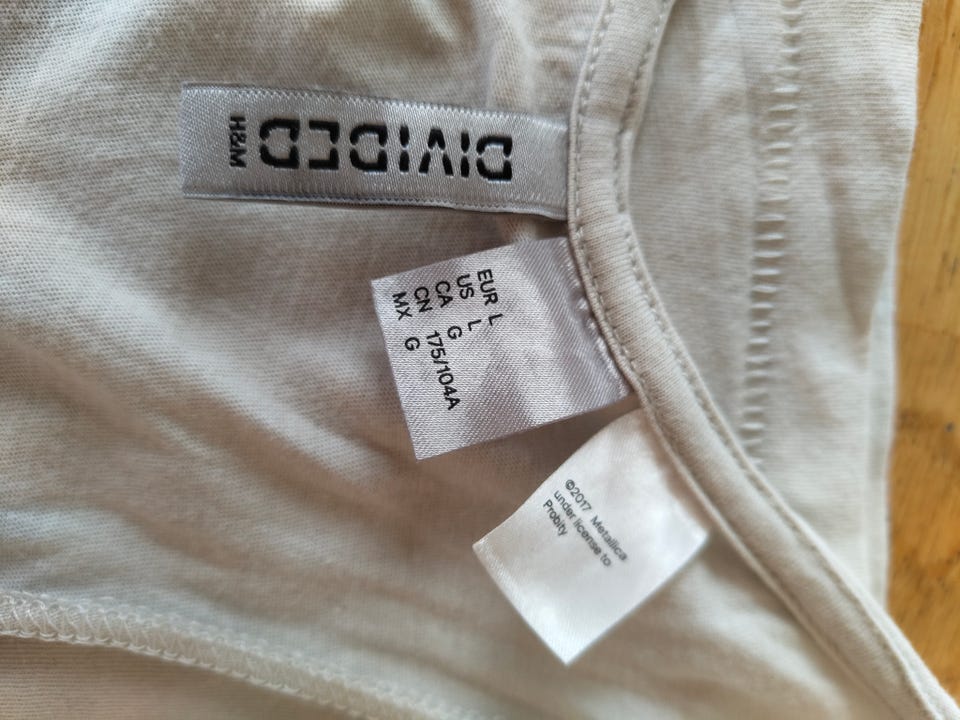 DIVIDED
H&M
EUR L
US L
CA G
CN 175/104A
MX G
©2017 Metallica
under license to
Probity